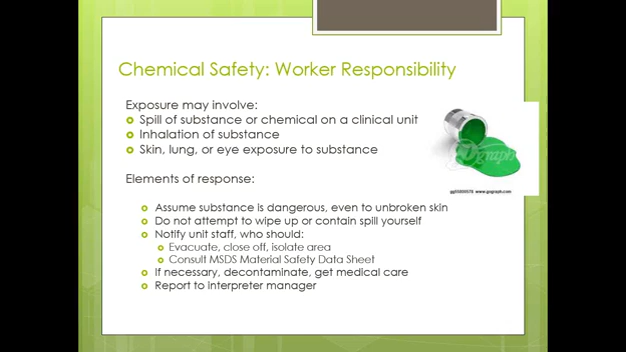 Chemical Safety: Worker Responsibility
Exposure may involve:
Spill of substance or chemical on a clinical unit
Inhalation of substance
Skin, lung, or eye exposure to substance
Elements of response:
Assume substance is dangerous, even to unbroken skin
Do not attempt to wipe up or contain spill yourself
Notify unit staff, who should:
Evacuate, close off, isolate area
Consult MSDS Material Safety Data Sheet
If necessary, decontaminate, get medical care
Report to interpreter manager
www.gograph.com